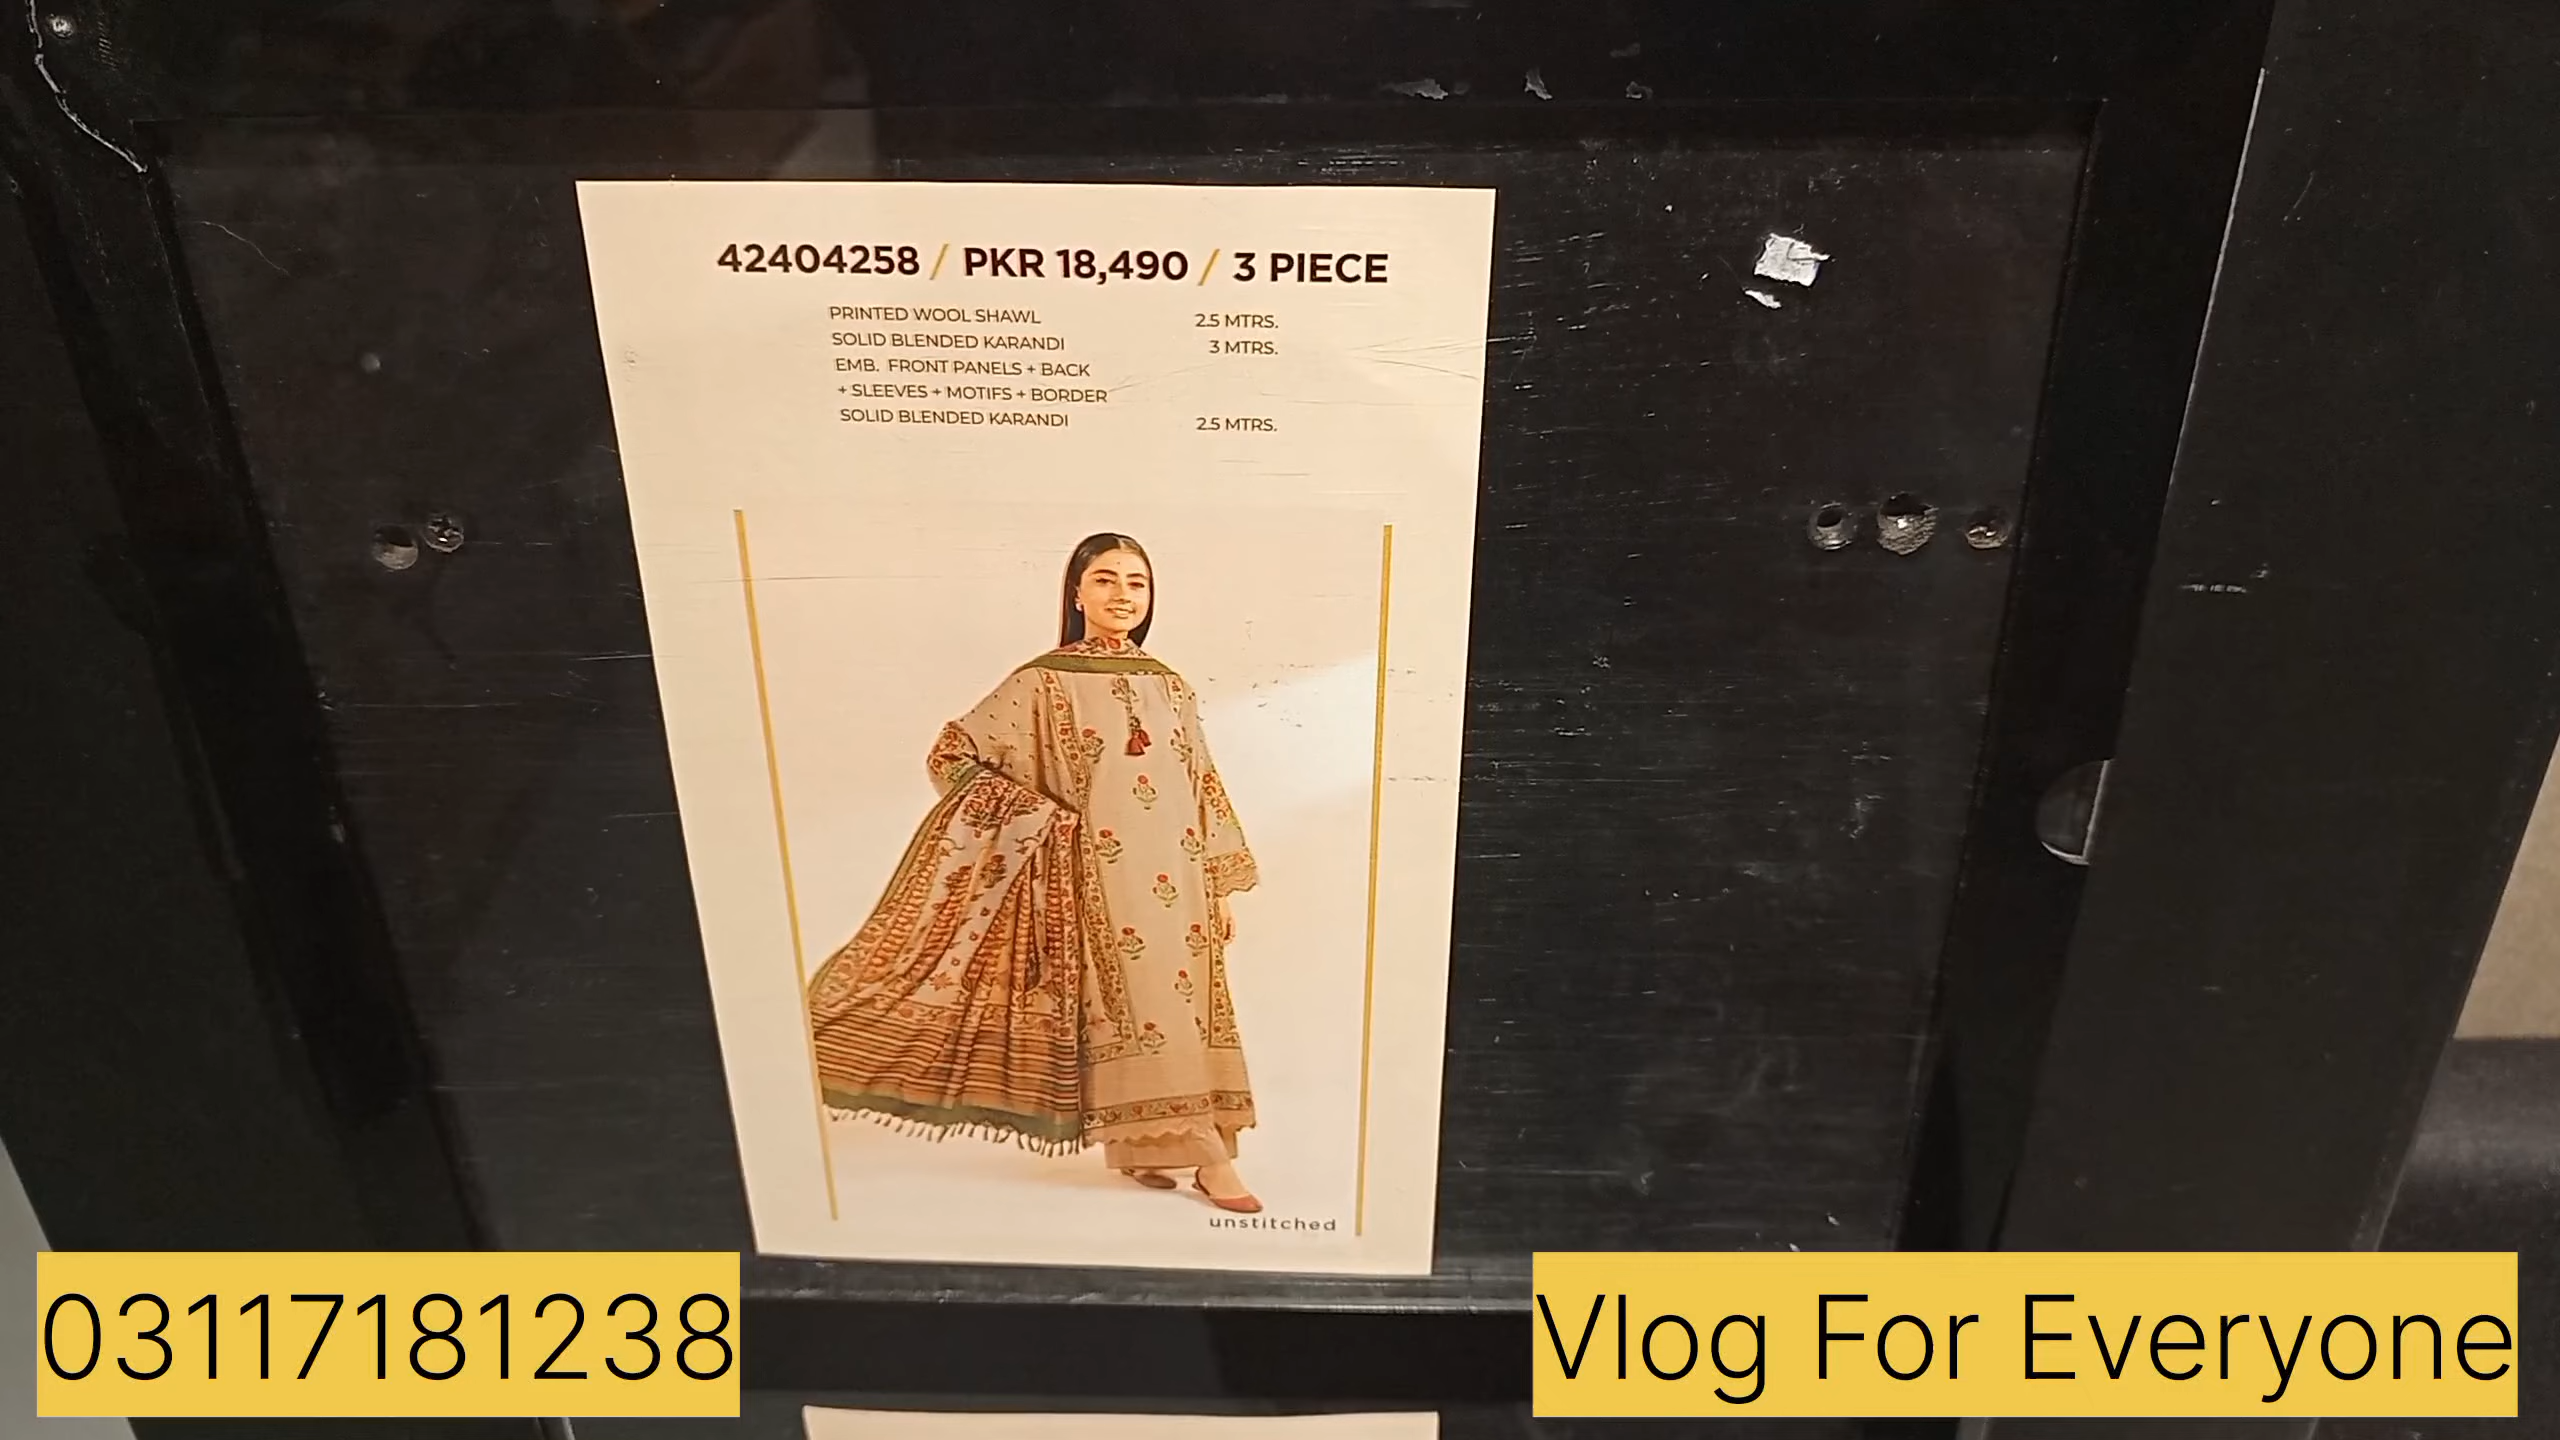 42404258 / PKR 18,490 / 3 PIECE
PRINTED WOOL SHAWL 2.5 MTRS.
SOLID BLENDED KARANDI 3 MTRS.
EMB. FRONT PANELS + BACK
+ SLEEVES + MOTIFS + BORDER
SOLID BLENDED KARANDI 2.5 MTRS.
unstitched
03117181238
Vlog For Everyone